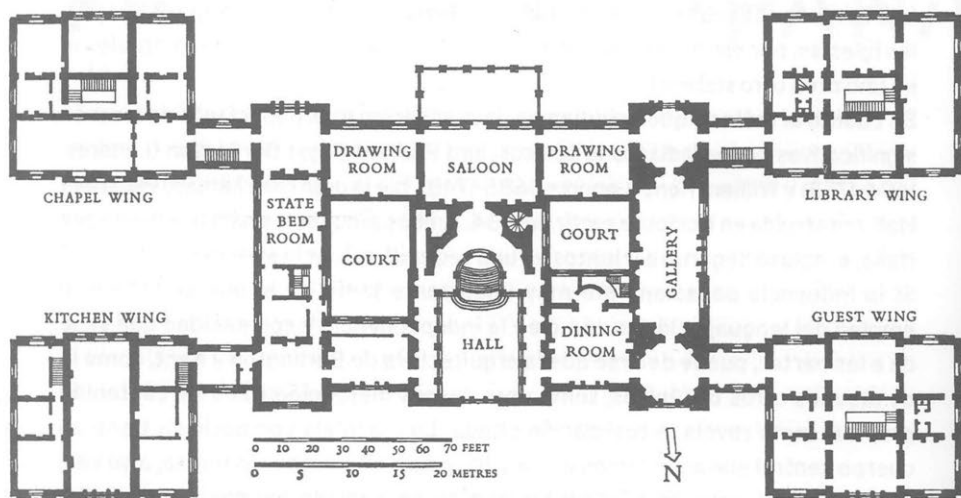 DRAWING
ROOM
SALOON
DRAWING
ROOM
CHAPEL WING
LIBRARY WING
STATE
BED
ROOM
COURT
COURT
GALLERY
KITCHEN WING
HALL
DINING
ROOM
GUEST WING
0 10 20 30 40 50 60 70 FEET
0 5 10 15 20 METRES
N